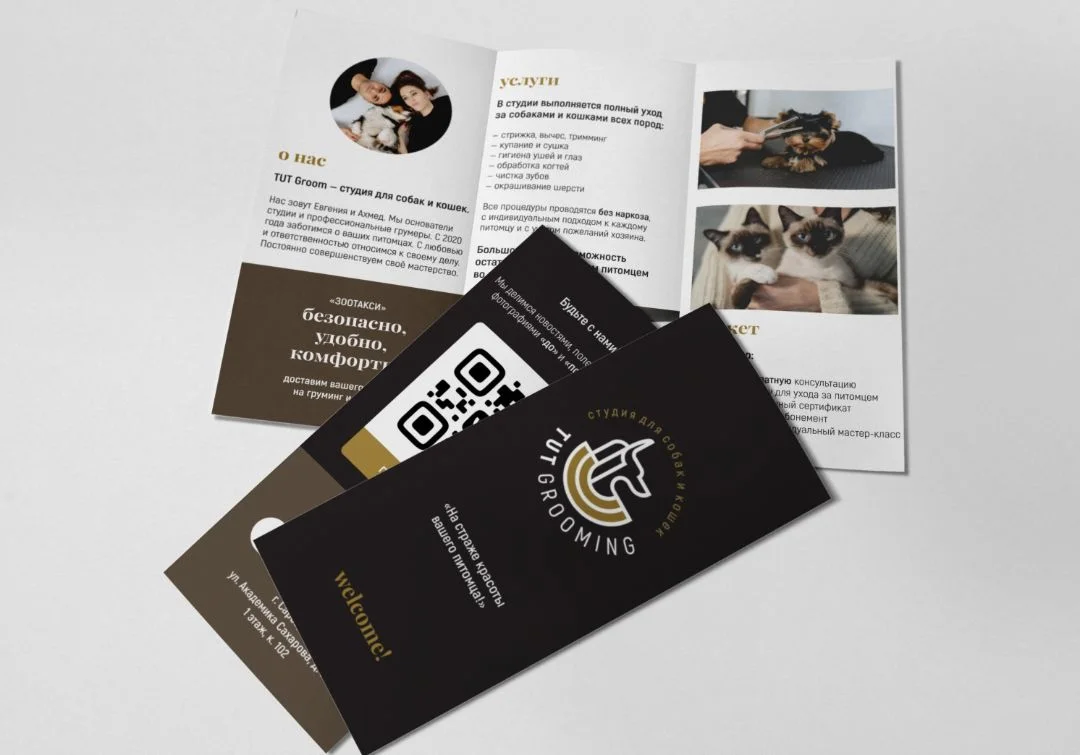 о нас
TUT Groom – студия для собак и кошек.
Нас зовут Евгения и Ахмед. Мы основатели
студии и профессиональные грумеры. С 2020
года заботимся о ваших питомцах. С любовью
и ответственностью относимся к своему делу.
Постоянно совершенствуем своё мастерство.
«ЗООТАКСИ»
безопасно,
удобно,
доставим вашего
на груминг и
услуги
В студии выполняется полный уход
за собаками и кошками всех пород:
– стрижка, вычес, тримминг
– купание и сушка
– гигиена ушей и глаз
– обработка когтей
– чистка зубов
– окрашивание шерсти
Все процедуры проводятся без наркоза,
с индивидуальным подходом к каждому
питомцу и с пожеланий хозяина.
питомцем
консультацию
для ухода за питомцем
сертификат
мастер-класс
Будьте с нами
Мы делимся новостями,
фотографиями «до» и
ул. Академика Сахарова,
1 этаж, к. 102
студия для собак и кошек
TUT GROOMING
«На страже красоты
вашего питомца!»
welcome!